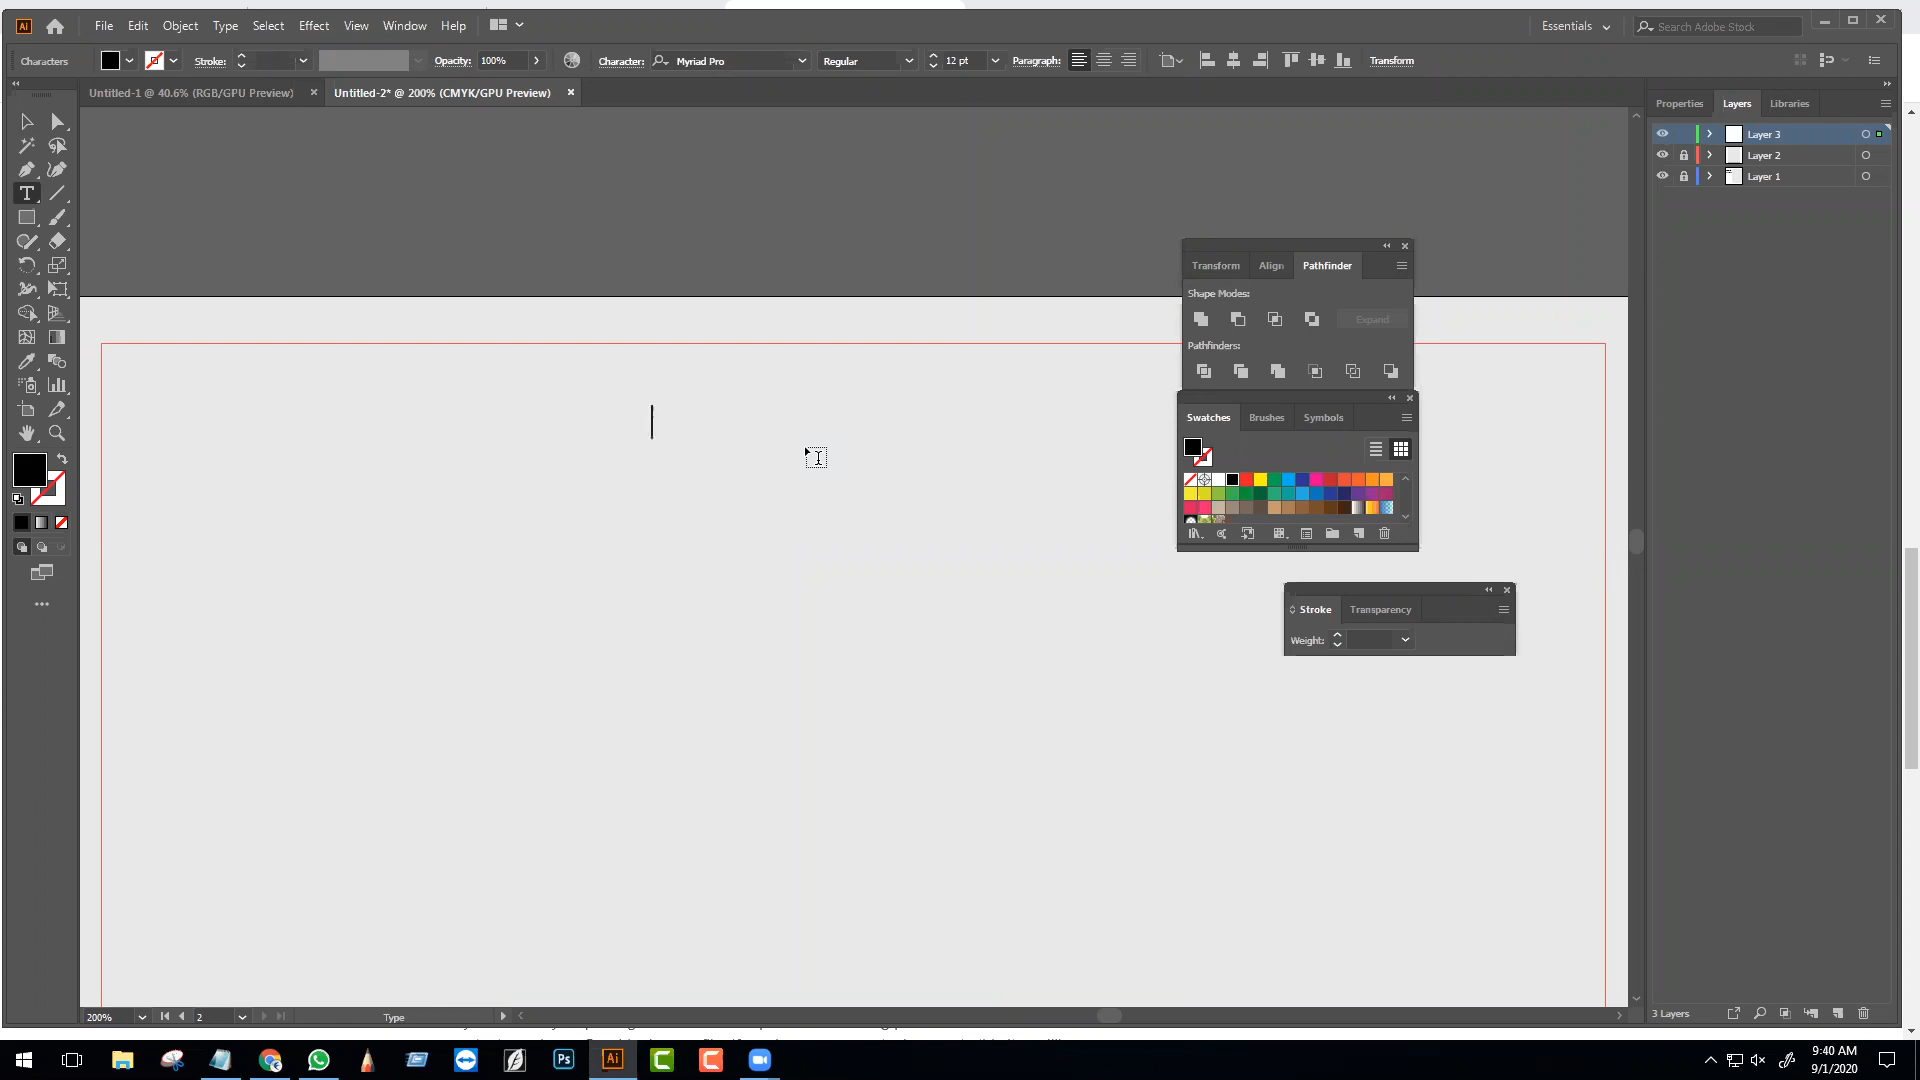 Ai File Edit Object Type Select Effect View Window Help Essentials Search Adobe Stock
Characters Stroke: Opacity: 100% Character: Myriad Pro Regular 12 pt Paragraph: Transform
Untitled-1 @ 40.6% (RGB/GPU Preview) Untitled-2* @ 200% (CMYK/GPU Preview)
Properties Layers Libraries
Layer 3
Layer 2
Layer 1
Transform Align Pathfinder
Shape Modes:
Expand
Pathfinders:
Swatches Brushes Symbols
Stroke Transparency
Weight:
200% 2 Type 3 Layers
Ps Ai C C
9:40 AM
9/1/2020